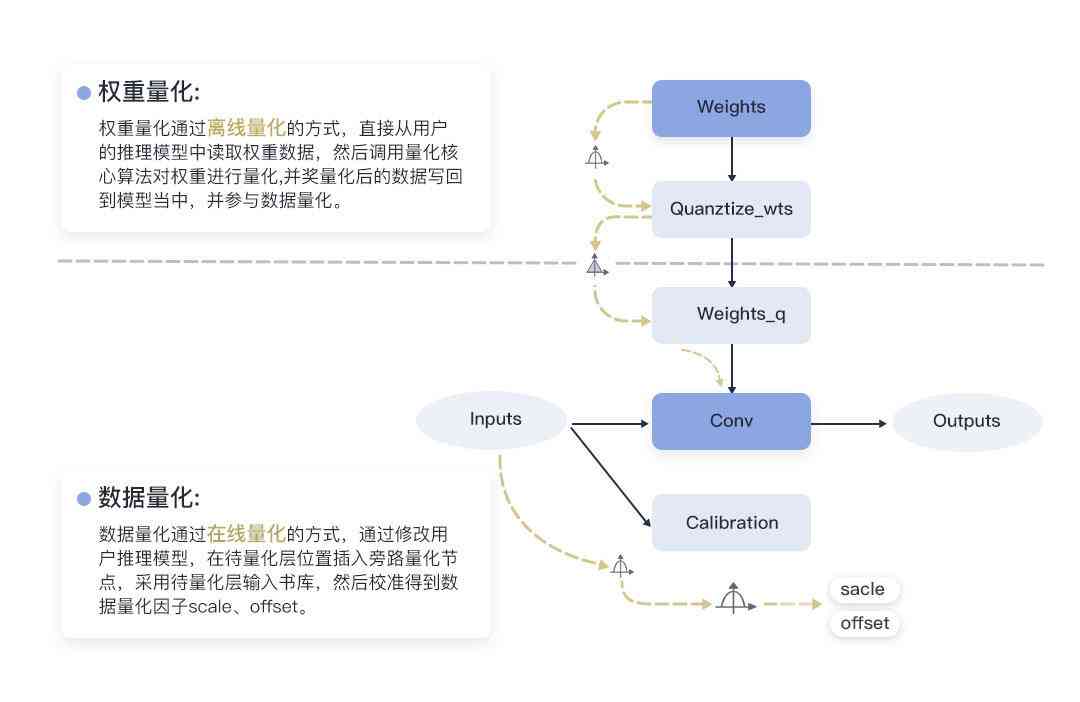 权重量化:
权重量化通过离线量化的方式，直接从用户
的推理模型中读取权重数据，然后调用量化核
心算法对权重进行量化,并奖量化后的数据写回
到模型当中，并参与数据量化。
Weights
Quanztize_wts
Weights_q
Inputs
Conv
Outputs
Calibration
数据量化:
数据量化通过在线量化的方式，通过修改用
户推理模型，在待量化层位置插入旁路量化节
点，采用待量化层输入书库，然后校准得到数
据量化因子scale、offset。
sacle
offset